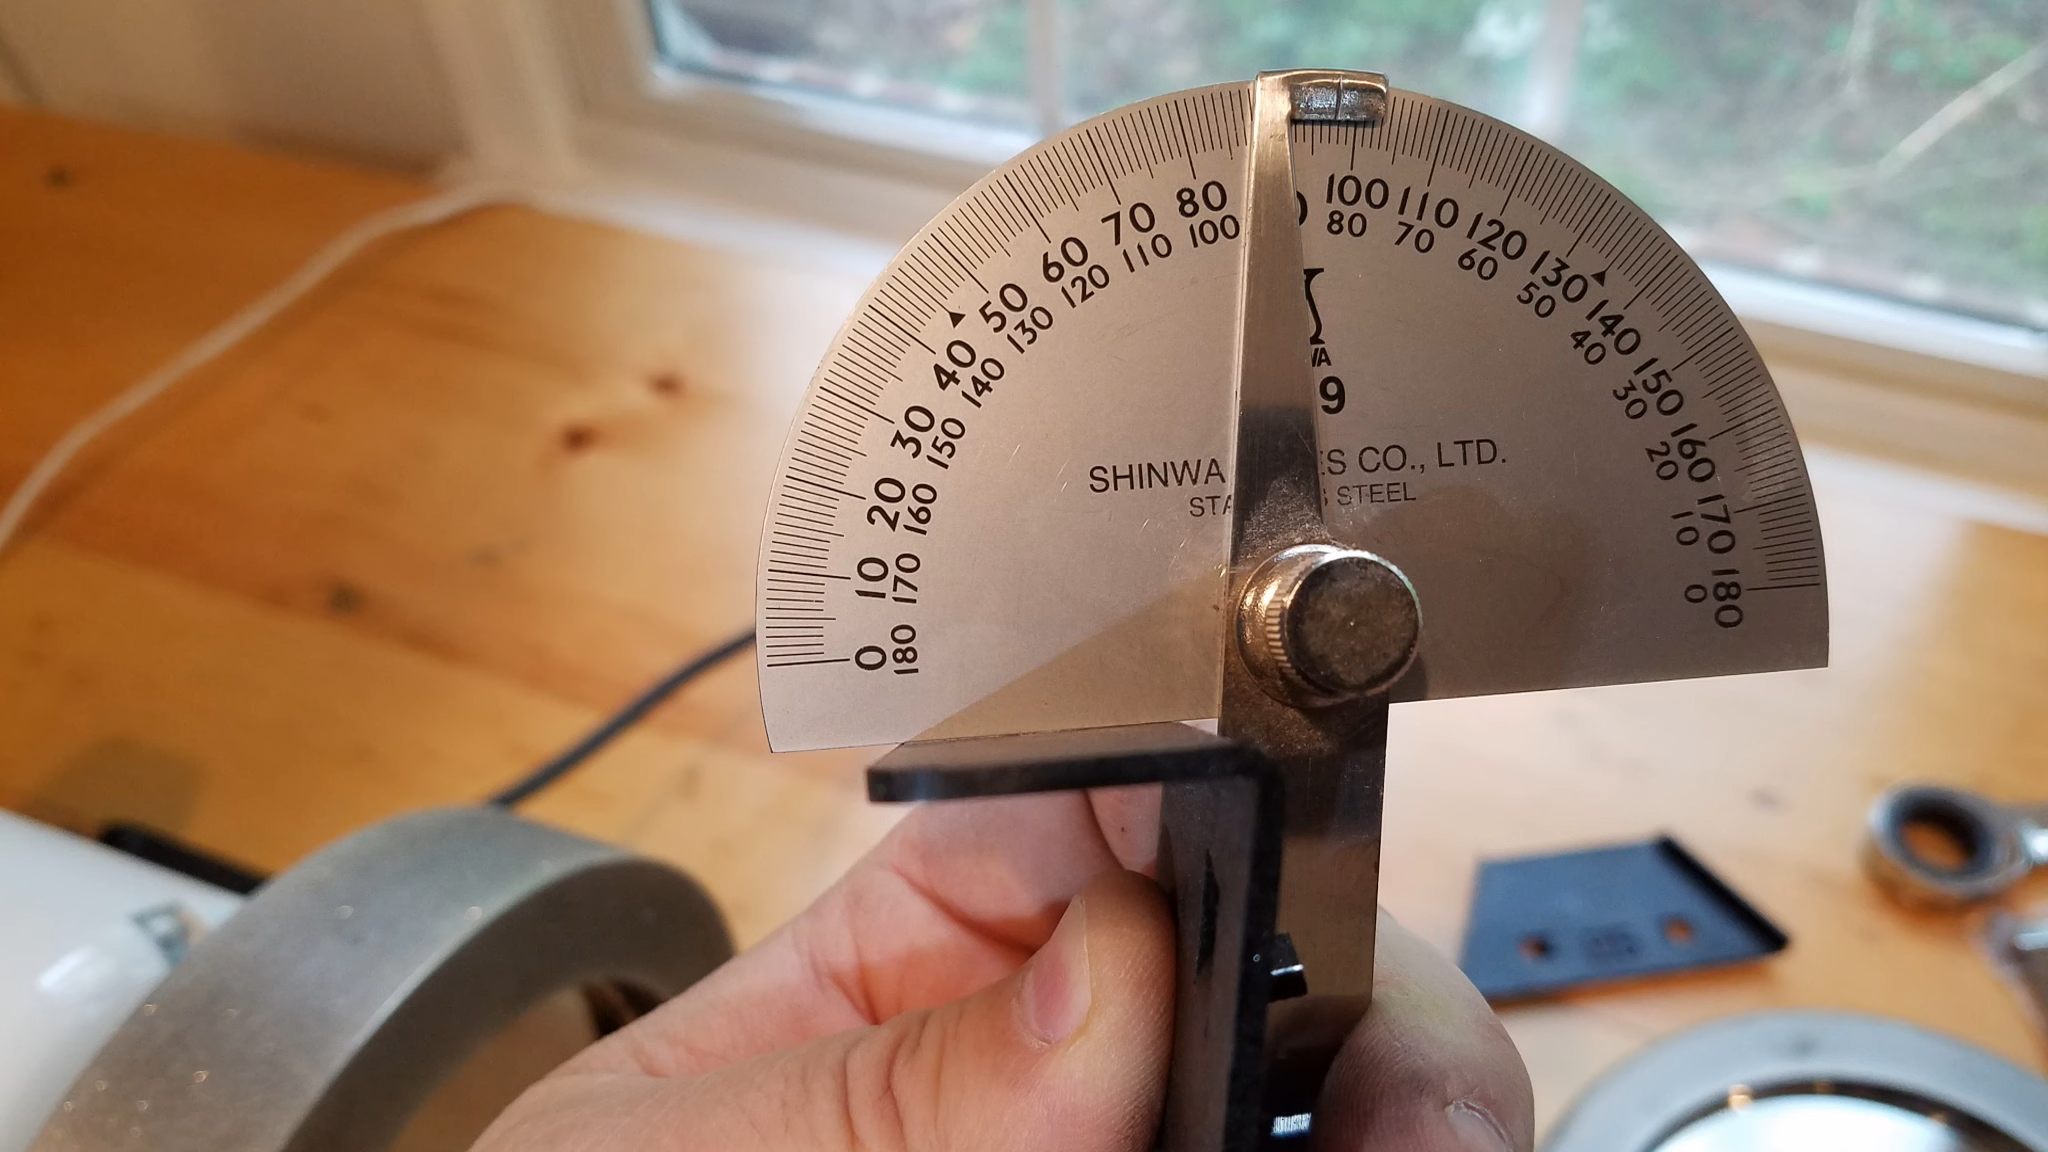 0 10 20 30 40 50 60 70 80 100 110 120 130 140 150 160 170 180
180 170 160 150 140 130 120 110 100 80 70 60 50 40 30 20 10 0
9
SHINWA CO., LTD.
STEEL